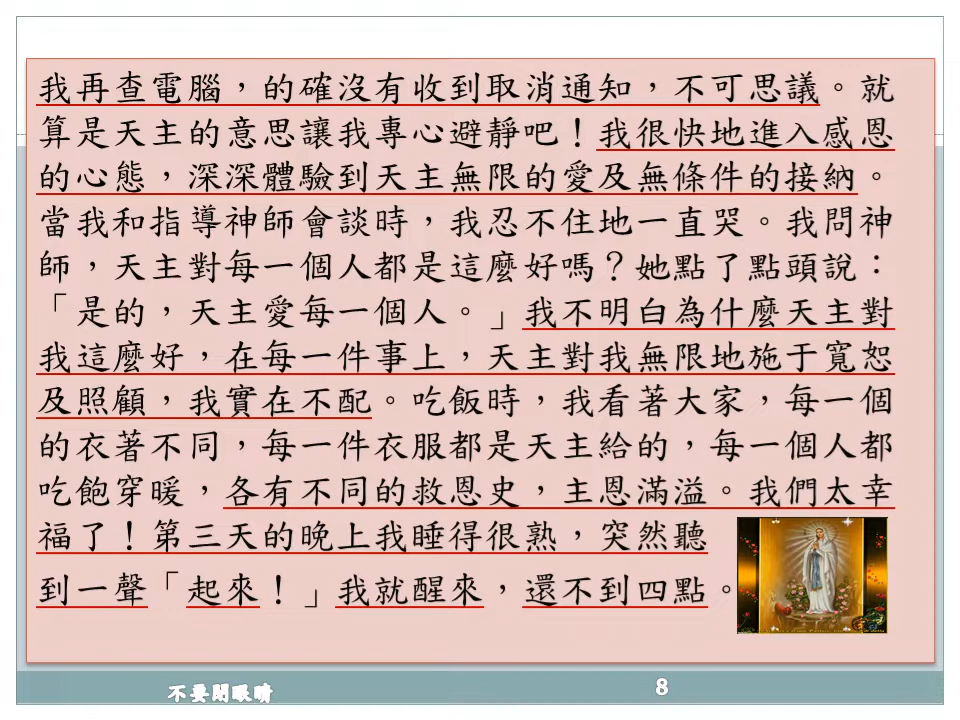 我再查電腦，的確沒有收到取消通知，不可思議。就
算是天主的意思讓我專心避靜吧！我很快地進入感恩
的心態，深深體驗到天主無限的愛及無條件的接納。
當我和指導神師會談時，我忍不住地一直哭。我問神
師，天主對每一個人都是這麼好嗎？她點了點頭說：
「是的，天主愛每一個人。」我不明白為什麼天主對
我這麼好，在每一件事上，天主對我無限地施于寬恕
及照顧，我實在不配。吃飯時，我看著大家，每一個
的衣著不同，每一件衣服都是天主給的，每一個人都
吃飽穿暖，各有不同的救恩史，主恩滿溢。我們太幸
福了！第三天的晚上我睡得很熟，突然聽
到一聲「起來！」我就醒來，還不到四點。
不要閉眼睛
8